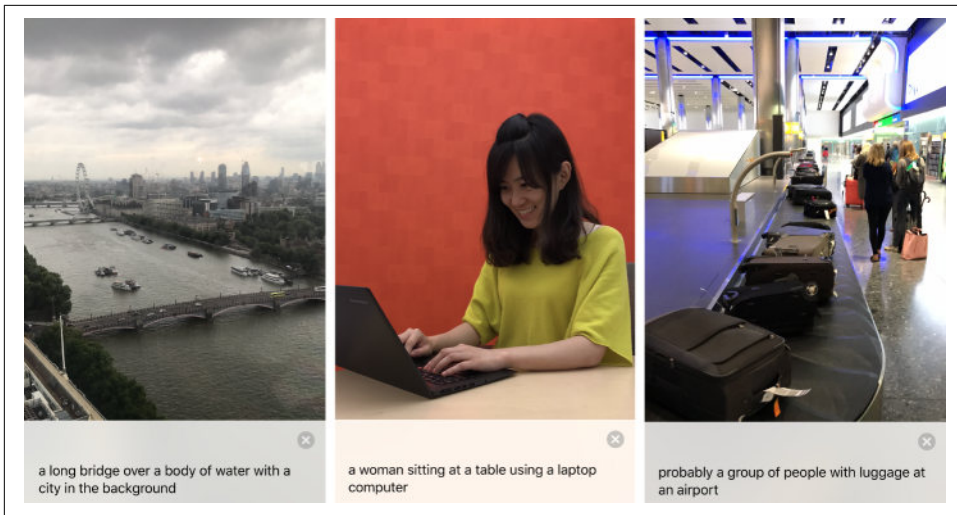 a long bridge over a body of water with a
city in the background
a woman sitting at a table using a laptop
computer
probably a group of people with luggage at
an airport